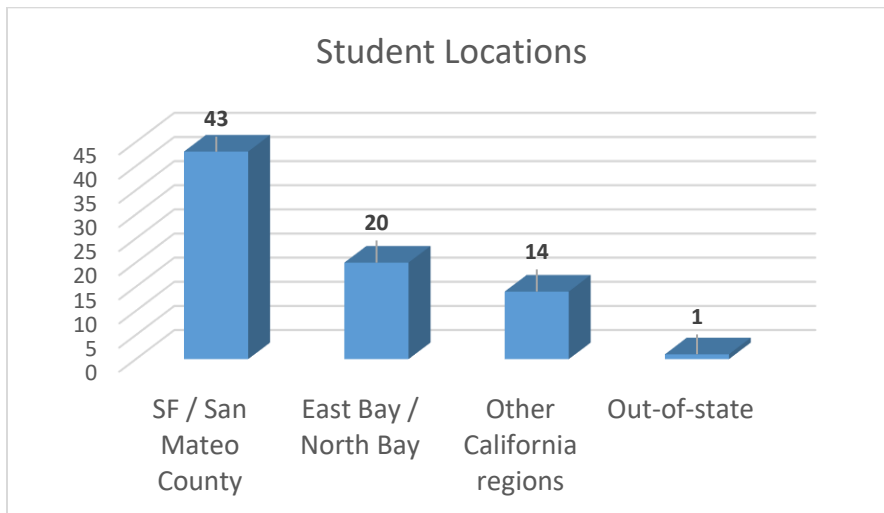 Student Locations
43
20
14
1
45
40
35
30
25
20
15
10
5
0
SF / San
Mateo
County
East Bay /
North Bay
Other
California
regions
Out-of-state